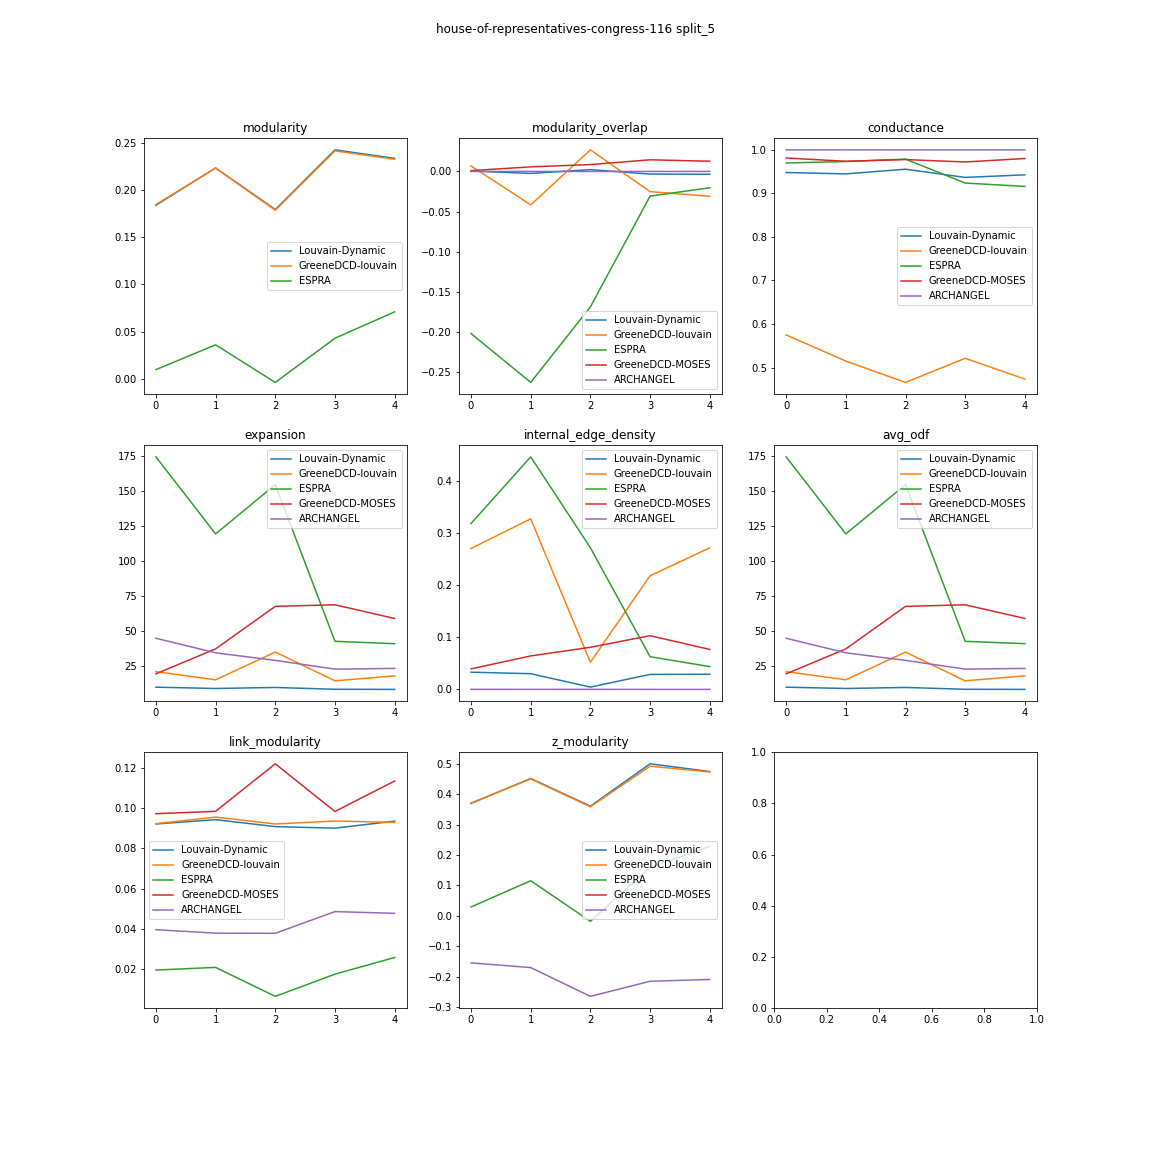 house-of-representatives-congress-116 split_5
modularity
0.25
0.20
0.15
0.10
0.05
0.00
0 1 2 3 4
Louvain-Dynamic
GreeneDCD-louvain
ESPRA
modularity_overlap
0.00
−0.05
−0.10
−0.15
−0.20
−0.25
0 1 2 3 4
Louvain-Dynamic
GreeneDCD-louvain
ESPRA
GreeneDCD-MOSES
ARCHANGEL
conductance
1.0
0.9
0.8
0.7
0.6
0.5
0 1 2 3 4
Louvain-Dynamic
GreeneDCD-louvain
ESPRA
GreeneDCD-MOSES
ARCHANGEL
expansion
175
150
125
100
75
50
25
0 1 2 3 4
Louvain-Dynamic
GreeneDCD-louvain
ESPRA
GreeneDCD-MOSES
ARCHANGEL
internal_edge_density
0.4
0.3
0.2
0.1
0.0
0 1 2 3 4
Louvain-Dynamic
GreeneDCD-louvain
ESPRA
GreeneDCD-MOSES
ARCHANGEL
avg_odf
175
150
125
100
75
50
25
0 1 2 3 4
Louvain-Dynamic
GreeneDCD-louvain
ESPRA
GreeneDCD-MOSES
ARCHANGEL
link_modularity
0.12
0.10
0.08
0.06
0.04
0.02
0 1 2 3 4
Louvain-Dynamic
GreeneDCD-louvain
ESPRA
GreeneDCD-MOSES
ARCHANGEL
z_modularity
0.5
0.4
0.3
0.2
0.1
0.0
−0.1
−0.2
−0.3
0 1 2 3 4
Louvain-Dynamic
GreeneDCD-louvain
ESPRA
GreeneDCD-MOSES
ARCHANGEL
1.0
0.8
0.6
0.4
0.2
0.0
0.0 0.2 0.4 0.6 0.8 1.0